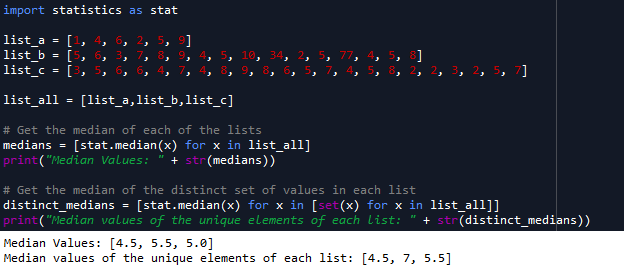 import statistics as stat
list_a = [1, 4, 6, 2, 5, 9]
list_b = [5, 6, 3, 7, 8, 9, 4, 5, 10, 34, 2, 5, 77, 4, 5, 8]
list_c = [3, 5, 6, 6, 4, 7, 4, 8, 9, 8, 6, 5, 7, 4, 5, 8, 2, 2, 3, 2, 5, 7]
list_all = [list_a,list_b,list_c]
# Get the median of each of the lists
medians = [stat.median(x) for x in list_all]
print("Median Values: " + str(medians))
# Get the median of the distinct set of values in each list
distinct_medians = [stat.median(x) for x in [set(x) for x in list_all]]
print("Median values of the unique elements of each list: " + str(distinct_medians))
Median Values: [4.5, 5.5, 5.0]
Median values of the unique elements of each list: [4.5, 7, 5.5]